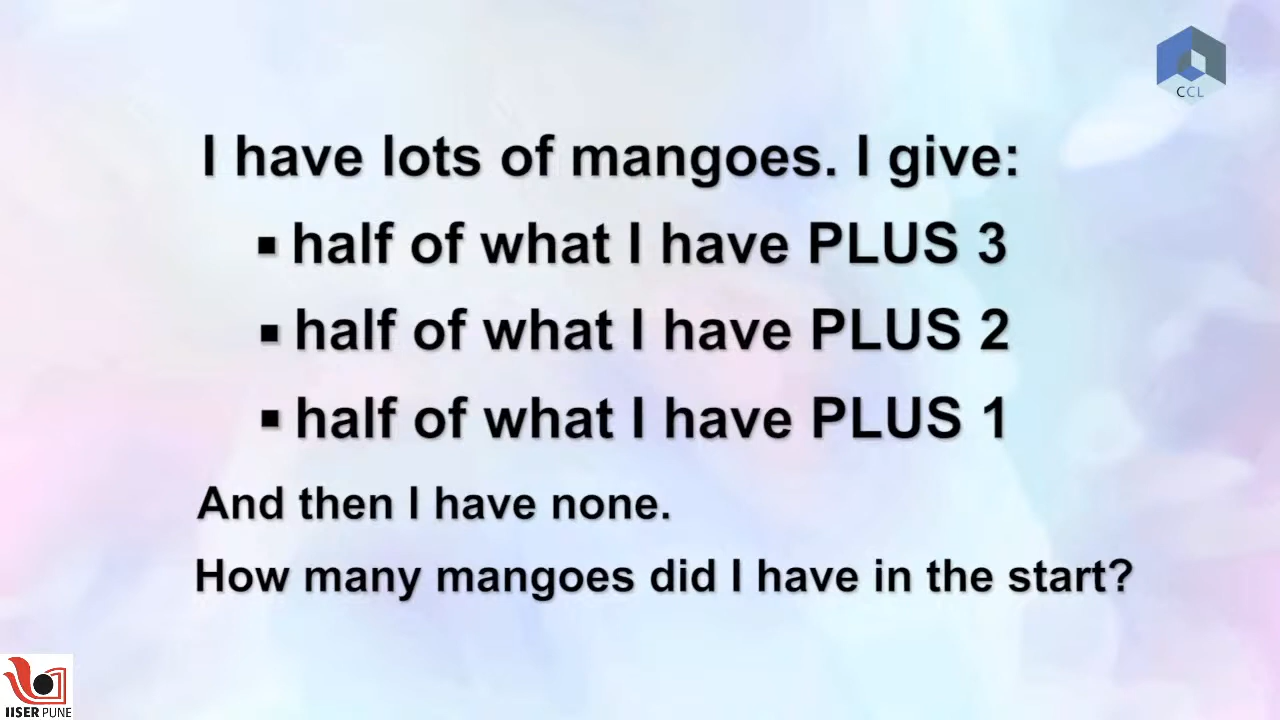 CCL
I have lots of mangoes. I give:
▪ half of what I have PLUS 3
▪ half of what I have PLUS 2
▪ half of what I have PLUS 1
And then I have none.
How many mangoes did I have in the start?
IISER PUNE